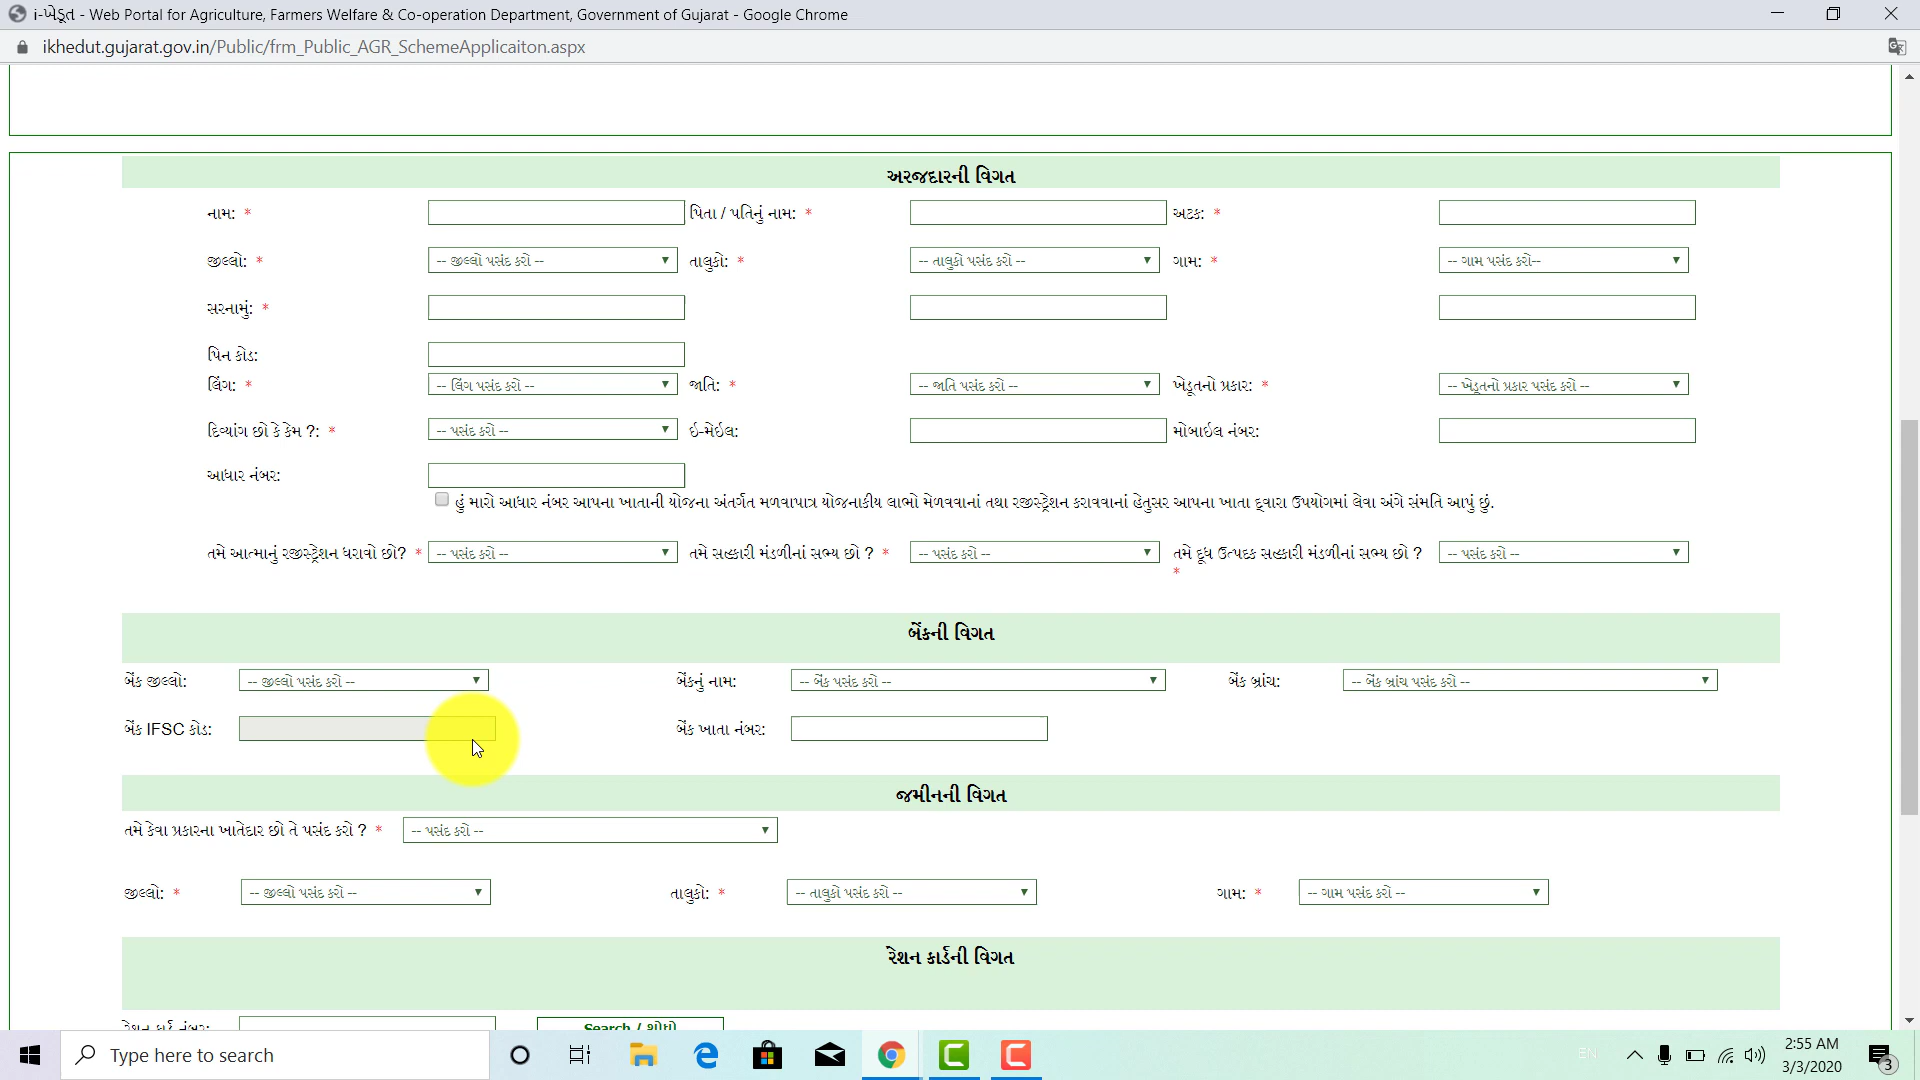 i-ખેડૂત - Web Portal for Agriculture, Farmers Welfare & Co-operation Department, Government of Gujarat - Google Chrome
ikhedut.gujarat.gov.in/Public/frm_Public_AGR_SchemeApplicaiton.aspx
અરજદારની વિગત
નામ: * પિતા / પતિનું નામ: * અટક: *
જીલ્લો: * -- જીલ્લો પસંદ કરો -- તાલુકો: * -- તાલુકો પસંદ કરો -- ગામ: * -- ગામ પસંદ કરો--
સરનામું: *
પિન કોડ:
લિંગ: * -- લિંગ પસંદ કરો -- જાતિ: * -- જાતિ પસંદ કરો -- ખેડૂતનો પ્રકાર: * -- ખેડૂતનો પ્રકાર પસંદ કરો --
દિવ્યાંગ છો કે કેમ ?: * -- પસંદ કરો -- ઈ-મેઈલ: મોબાઈલ નંબર:
આધાર નંબર:
હું મારો આધાર નંબર આપના ખાતાની યોજના અંતર્ગત મળવાપાત્ર યોજનાકીય લાભો મેળવવાનાં તથા રજીસ્ટ્રેશન કરાવવાનાં હેતુસર આપના ખાતા દ્વારા ઉપયોગમાં લેવા અંગે સંમતિ આપું છું.
તમે આત્માનું રજીસ્ટ્રેશન ધરાવો છો? * -- પસંદ કરો -- તમે સહકારી મંડળીનાં સભ્ય છો ? * -- પસંદ કરો -- તમે દૂધ ઉત્પાદક સહકારી મંડળીનાં સભ્ય છો ? -- પસંદ કરો --
*
બેંકની વિગત
બેંક જીલ્લો: -- જીલ્લો પસંદ કરો -- બેંકનું નામ: -- બેંક પસંદ કરો -- બેંક બ્રાંચ: -- બેંક બ્રાંચ પસંદ કરો --
બેંક IFSC કોડ: બેંક ખાતા નંબર:
જમીનની વિગત
તમે કેવા પ્રકારના ખાતેદાર છો તે પસંદ કરો ? * -- પસંદ કરો --
જીલ્લો: * -- જીલ્લો પસંદ કરો -- તાલુકો: * -- તાલુકો પસંદ કરો -- ગામ: * -- ગામ પસંદ કરો --
રેશન કાર્ડની વિગત
રેશન કાર્ડ નંબર: Search / શોધો
Type here to search
EN
2:55 AM
3/3/2020
3